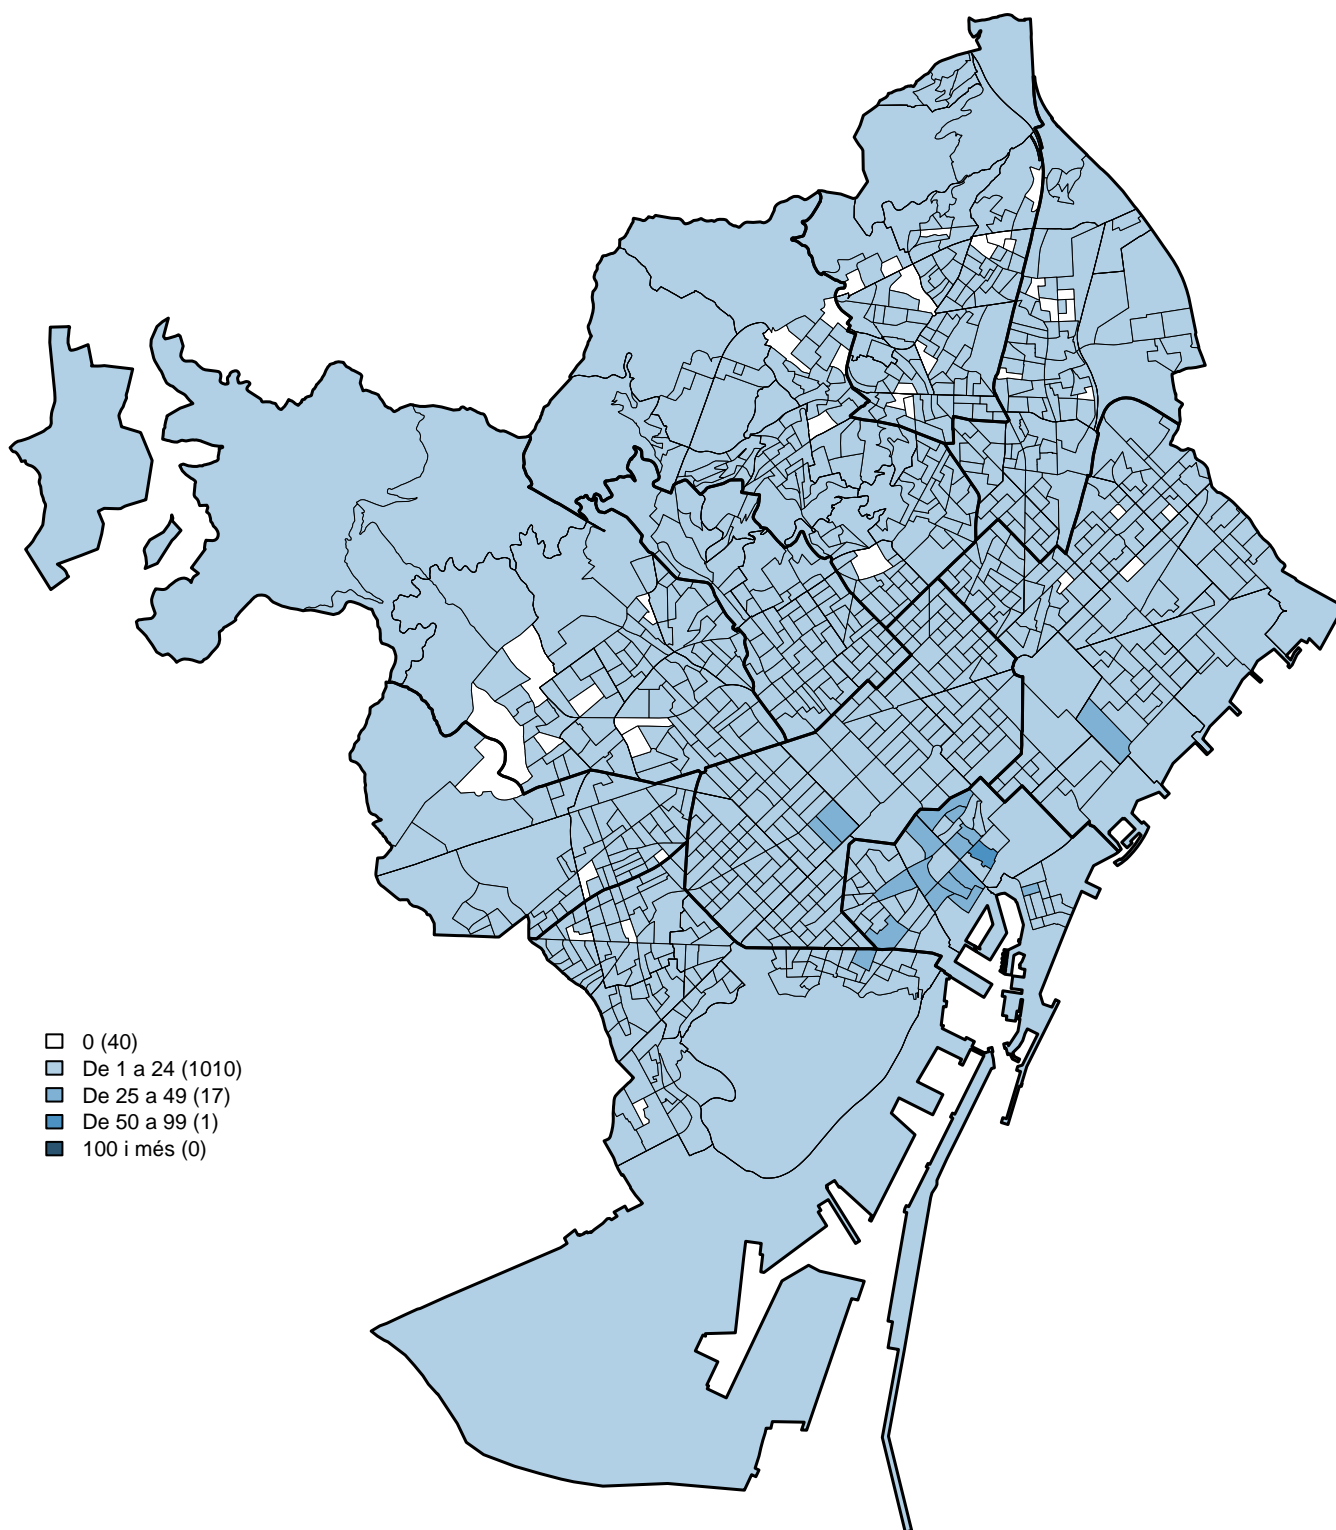 0 (40)
De 1 a 24 (1010)
De 25 a 49 (17)
De 50 a 99 (1)
100 i més (0)